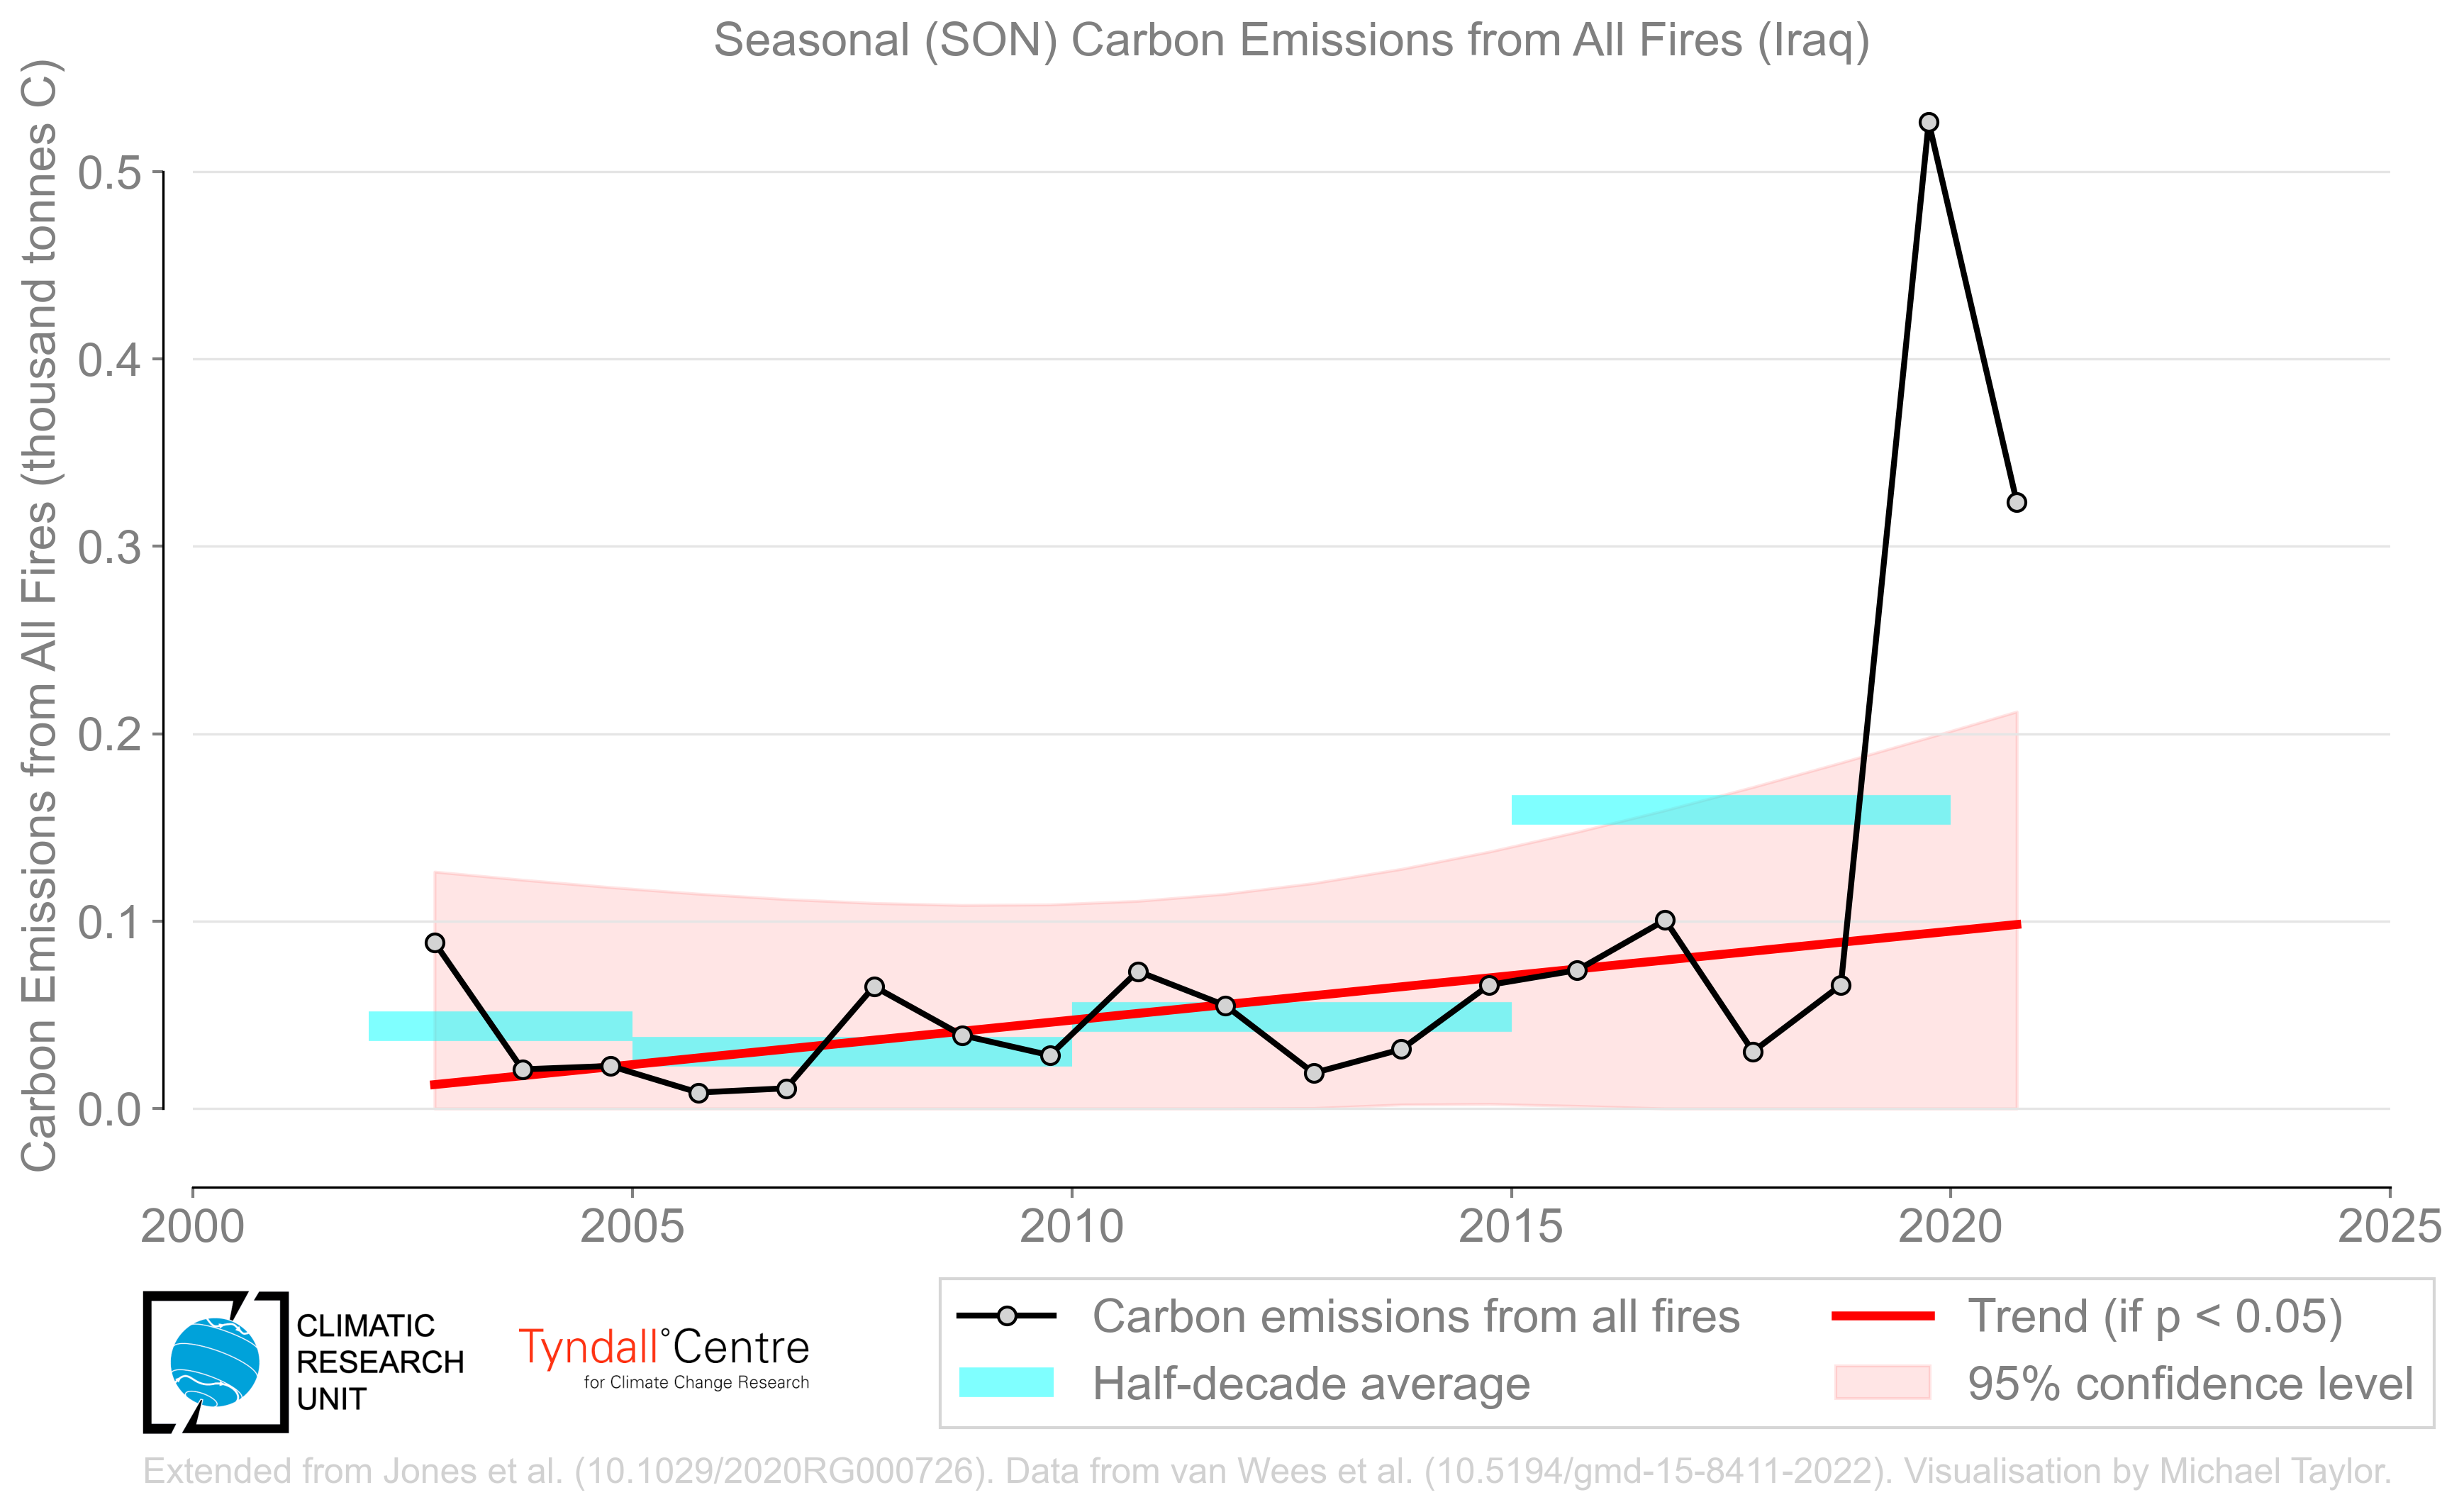 Seasonal (SON) Carbon Emissions from All Fires (Iraq)
Carbon Emissions from All Fires (thousand tonnes C)
0.5
0.4
0.3
0.2
0.1
0.0
2000
2005
2010
2015
2020
2025
CLIMATIC
RESEARCH
UNIT
Tyndall°Centre
for Climate Change Research
Carbon emissions from all fires
Half-decade average
Trend (if p < 0.05)
95% confidence level
Extended from Jones et al. (10.1029/2020RG000726). Data from van Wees et al. (10.5194/gmd-15-8411-2022). Visualisation by Michael Taylor.